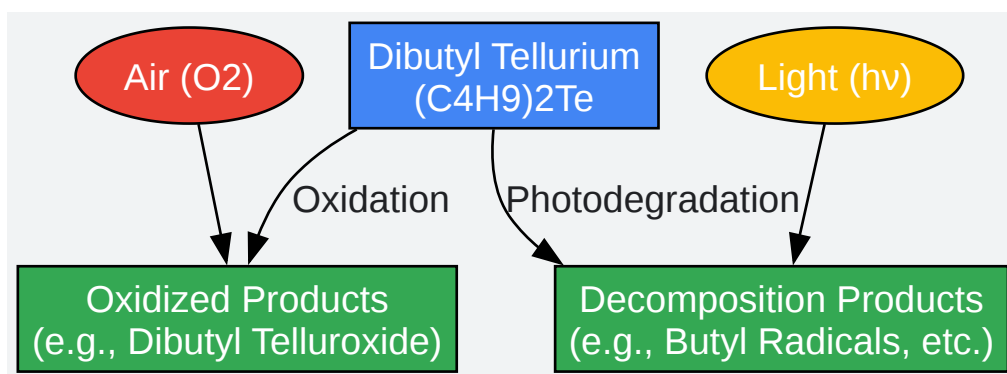 Air (O2)
Dibutyl Tellurium
(C4H9)2Te
Light (hν)
Oxidation
Photodegradation
Oxidized Products
(e.g., Dibutyl Telluroxide)
Decomposition Products
(e.g., Butyl Radicals, etc.)